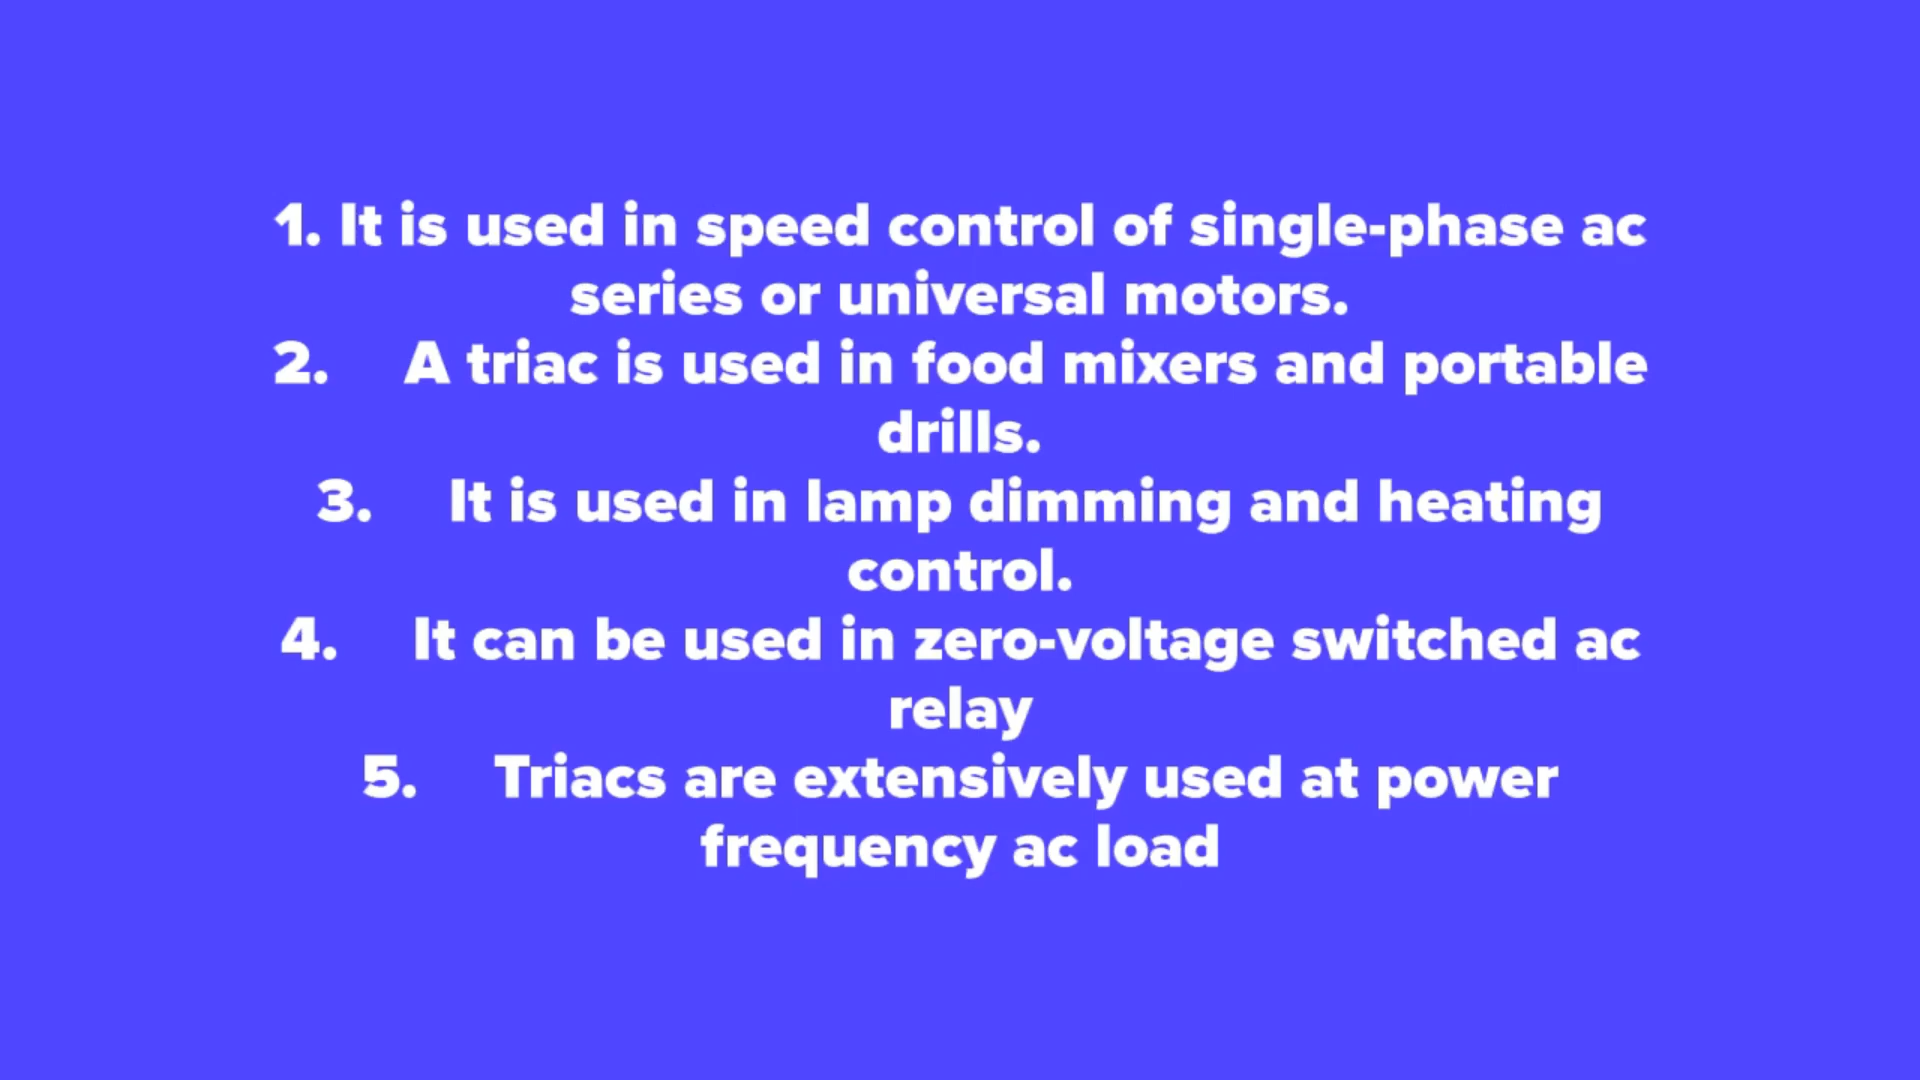 1. It is used in speed control of single-phase ac
series or universal motors.
2. A triac is used in food mixers and portable
drills.
3. It is used in lamp dimming and heating
control.
4. It can be used in zero-voltage switched ac
relay
5. Triacs are extensively used at power
frequency ac load